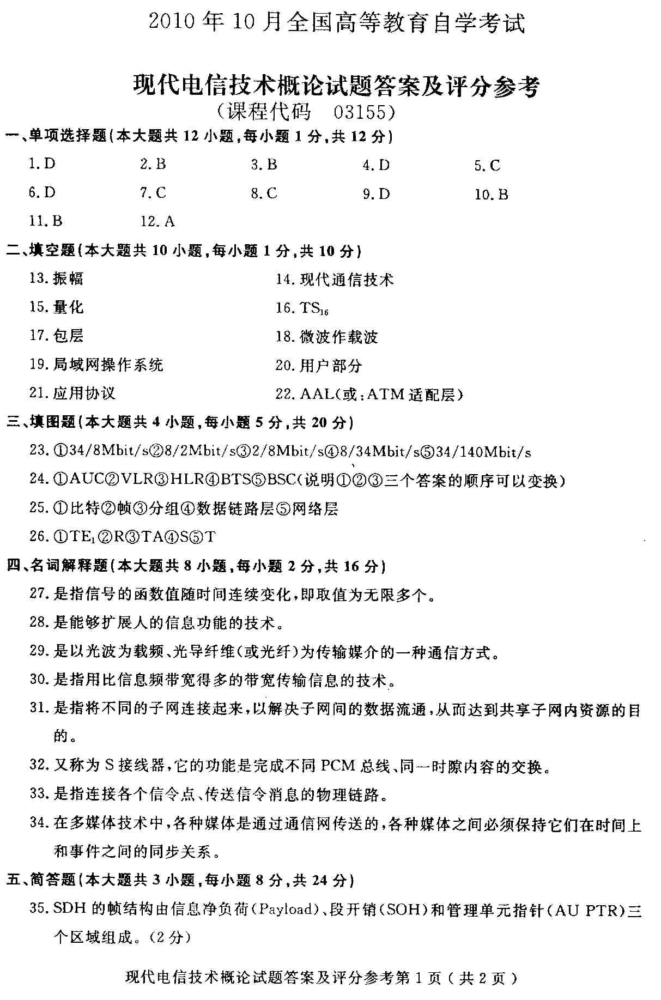 2010年10月全国高等教育自学考试
现代电信技术概论试题答案及评分参考
(课程代码 03155)
一、单项选择题(本大题共12小题,每小题1分,共12分)
1. D 2. B 3. B 4. D 5. C
6. D 7. C 8. C 9. D 10. B
11. B 12. A
二、填空题(本大题共10小题,每小题1分,共10分)
13. 振幅 14. 现代通信技术
15. 量化 16. TS₁₆
17. 包层 18. 微波作载波
19. 局域网操作系统 20. 用户部分
21. 应用协议 22. AAL(或:ATM适配层)
三、填图题(本大题共4小题,每小题5分,共20分)
23. ①34/8Mbit/s②8/2Mbit/s③2/8Mbit/s④8/34Mbit/s⑤34/140Mbit/s
24. ①AUC②VLR③HLR④BTS⑤BSC(说明①②③三个答案的顺序可以变换)
25. ①比特②帧③分组④数据链路层⑤网络层
26. ①TE₁②R③TA④S⑤T
四、名词解释题(本大题共8小题,每小题2分,共16分)
27. 是指信号的函数值随时间连续变化,即取值为无限多个。
28. 是能够扩展人的信息功能的技术。
29. 是以光波为载频、光导纤维(或光纤)为传输媒介的一种通信方式。
30. 是指用比信息频带宽得多的带宽传输信息的技术。
31. 是指将不同的子网连接起来,以解决子网间的数据流通,从而达到共享子网内资源的目
的。
32. 又称为S接线器,它的功能是完成不同PCM总线、同一时隙内容的交换。
33. 是指连接各个信令点、传送信令消息的物理链路。
34. 在多媒体技术中,各种媒体是通过通信网传送的,各种媒体之间必须保持它们在时间上
和事件之间的同步关系。
五、简答题(本大题共3小题,每小题8分,共24分)
35. SDH的帧结构由信息净负荷(Payload)、段开销(SOH)和管理单元指针(AU PTR)三
个区域组成。(2分)
现代电信技术概论试题答案及评分参考第1页(共2页)